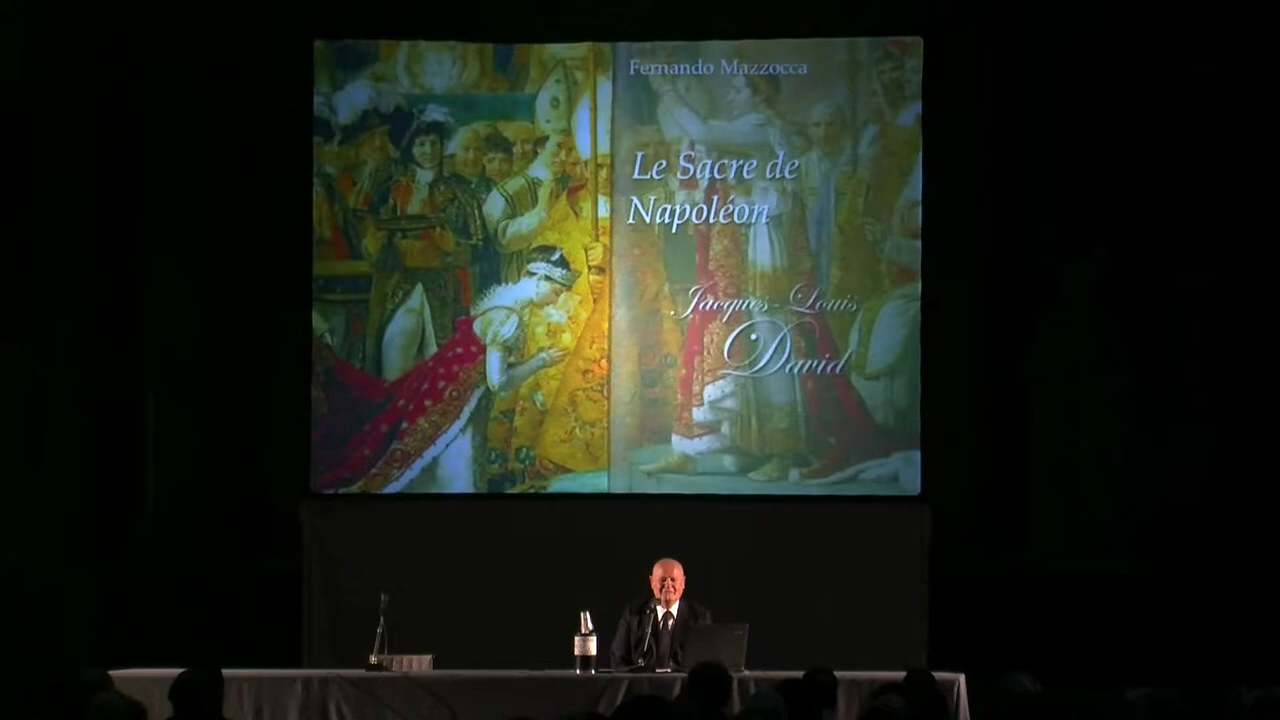 Fernando Mazzocca
Le Sacre de
Napoléon
Jacques-Louis
David